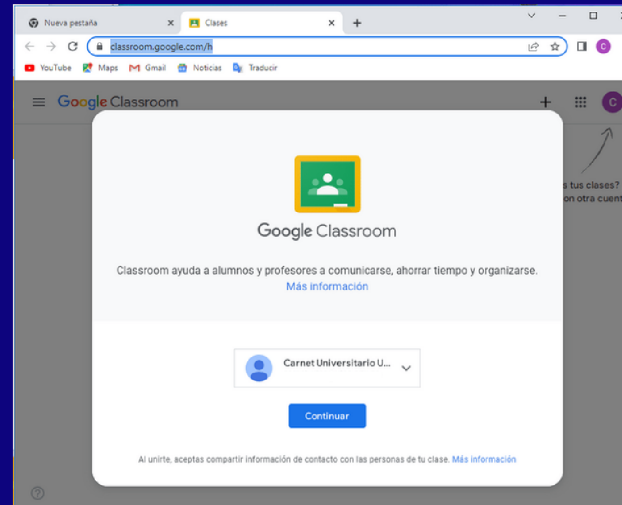 Nueva pestaña
Clases
classroom.google.com/h
YouTube Maps Gmail Noticias Traducir
Google Classroom
C
s tus clases?
on otra cuent
Google Classroom
Classroom ayuda a alumnos y profesores a comunicarse, ahorrar tiempo y organizarse.
Más información
Carnet Universitario U...
Continuar
Al unirte, aceptas compartir información de contacto con las personas de tu clase. Más información